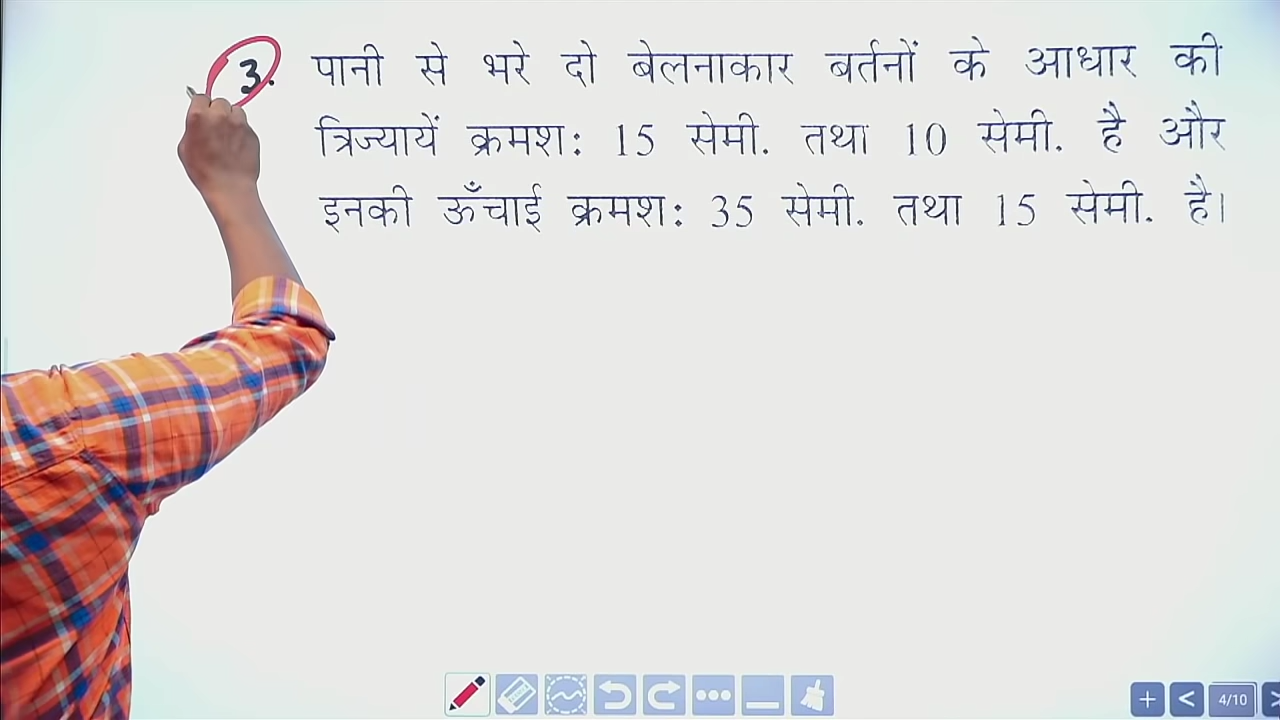 3. पानी से भरे दो बेलनाकार बर्तनों के आधार की
त्रिज्यायें क्रमशः 15 सेमी. तथा 10 सेमी. है और
इनकी ऊँचाई क्रमशः 35 सेमी. तथा 15 सेमी. है।
4/10